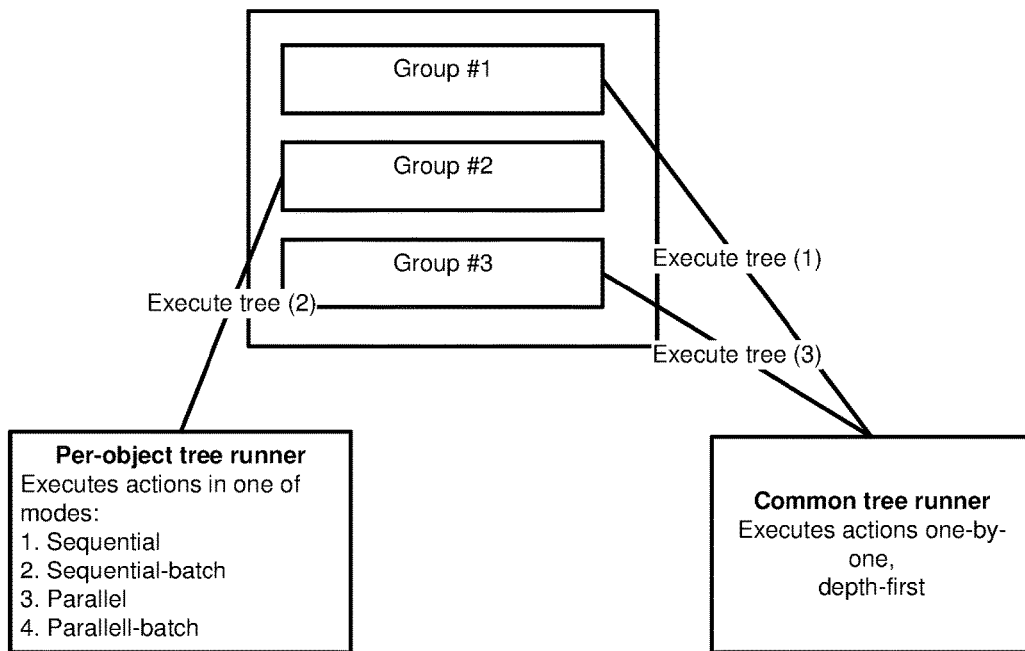 Group #1
Group #2
Group #3
Execute tree (1)
Execute tree (2)
Execute tree (3)
Per-object tree runner
Executes actions in one of
modes:
1. Sequential
2. Sequential-batch
3. Parallel
4. Parallell-batch
Common tree runner
Executes actions one-by-
one,
depth-first